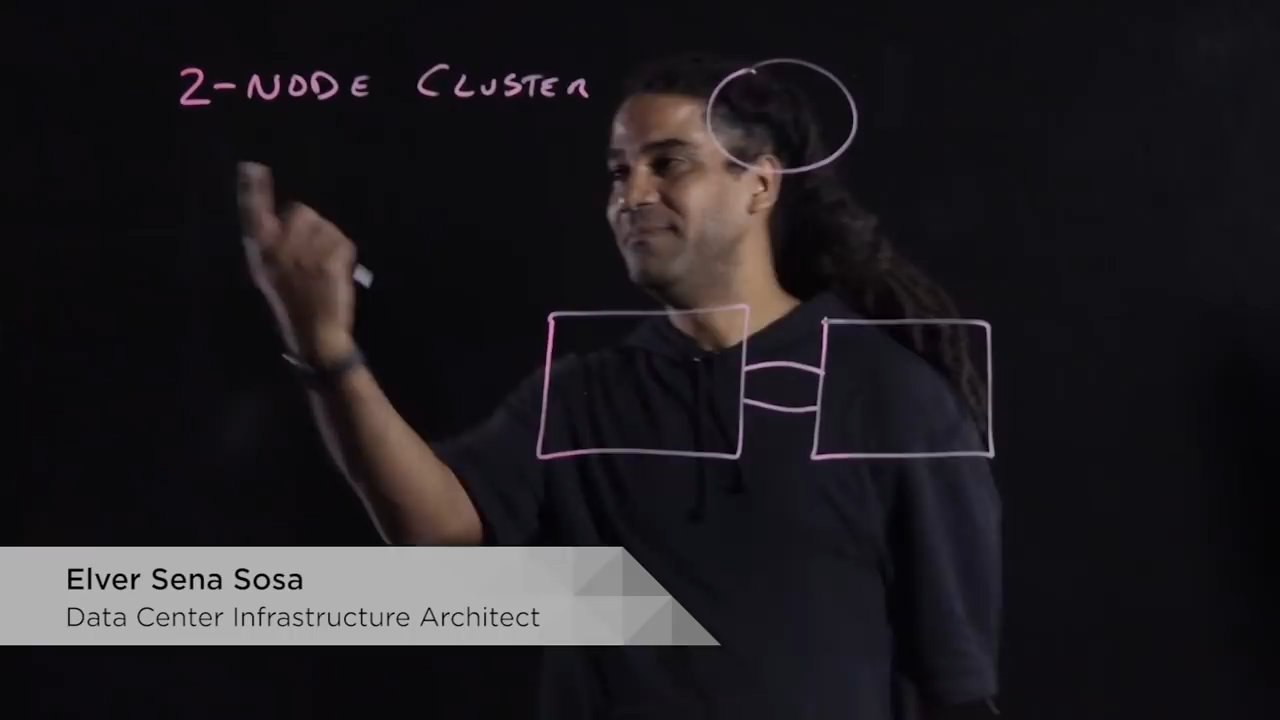 2-NODE CLUSTER
Elver Sena Sosa
Data Center Infrastructure Architect